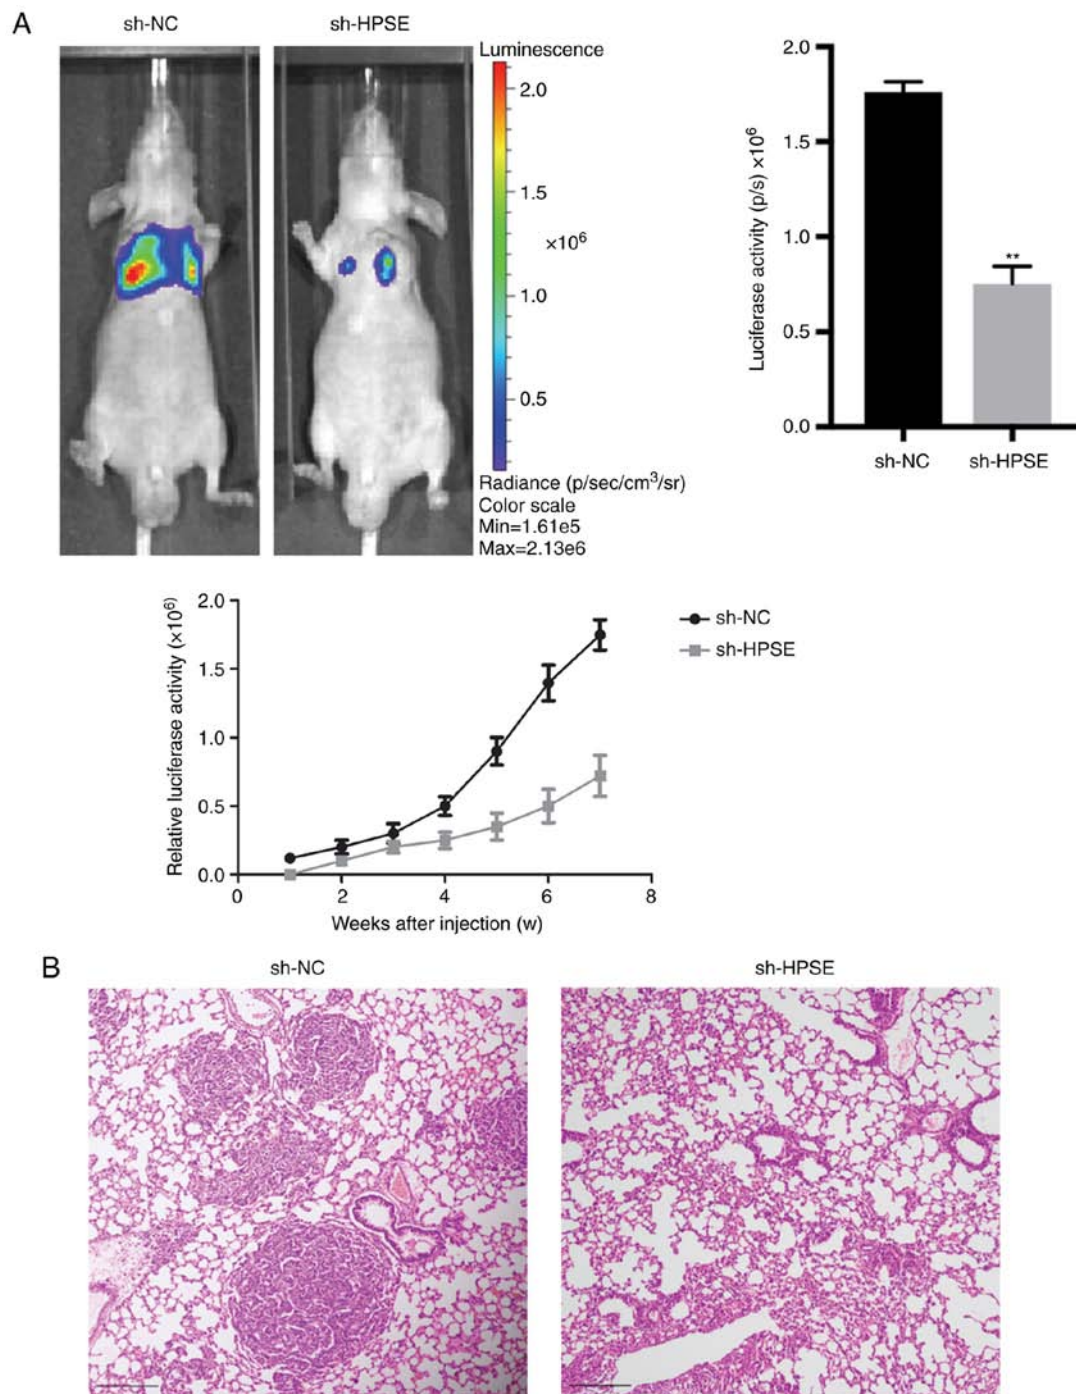 A
sh-NC
sh-HPSE
Luminescence
2.0
1.5
×10⁶
1.0
0.5
Radiance (p/sec/cm³/sr)
Color scale
Min=1.61e5
Max=2.13e6
Luciferase activity (p/s) ×10⁶
2.0
1.5
1.0
0.5
0.0
**
sh-NC
sh-HPSE
Relative luciferase activity (×10⁶)
2.0
1.5
1.0
0.5
0.0
0
2
4
6
8
Weeks after injection (w)
sh-NC
sh-HPSE
B
sh-NC
sh-HPSE